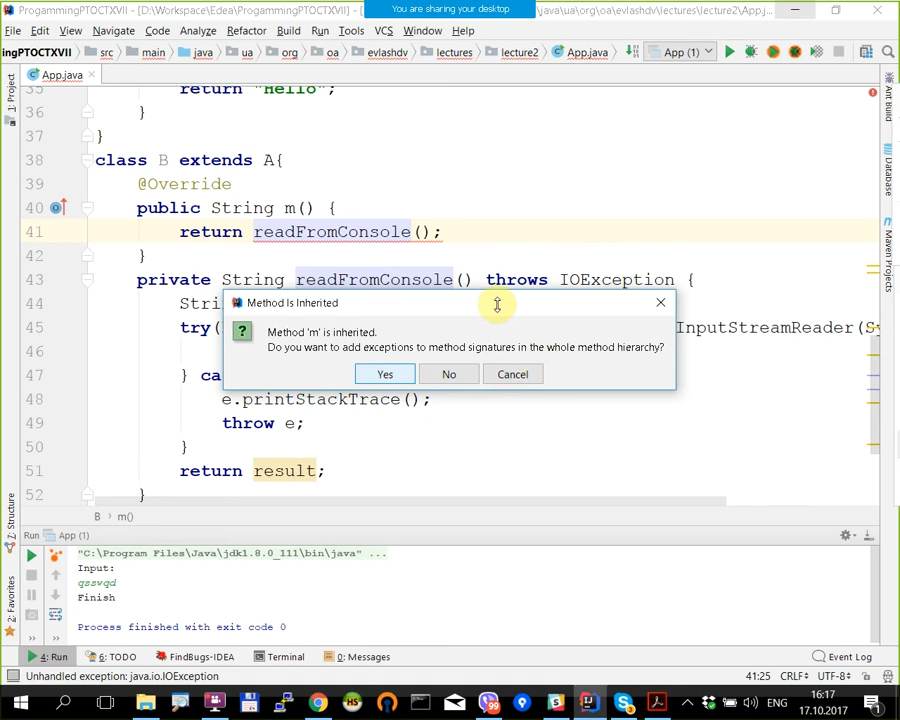 ProgammingPTOCTXVII - [D:\Workspace\Edea\ProgammingPTOCTXVII] - [
You are sharing your desktop
\java\ua\org\oa\evlashdv\lectures\lecture2\App.j...
File Edit View Navigate Code Analyze Refactor Build Run Tools VCS Window Help
ingPTOCTXVII src main java ua org oa evlashdv lectures lecture2 App.java App (1)
App.java
1: Project
Ant Build
Database
Maven Projects
35 return "Hello";
36 }
37 }
38 class B extends A{
39 @Override
40 public String m() {
41 return readFromConsole();
42 }
43 private String readFromConsole() throws IOException {
44 Stri
45 try( InputStreamReader(Sy
46
47 } ca
48 e.printStackTrace();
49 throw e;
50 }
51 return result;
52 }
Method Is Inherited
Method 'm' is inherited.
Do you want to add exceptions to method signatures in the whole method hierarchy?
Yes No Cancel
B m()
7: Structure
2: Favorites
Run App (1)
"C:\Program Files\Java\jdk1.8.0_111\bin\java" ...
Input:
qsswqd
Finish
Process finished with exit code 0
4: Run 6: TODO FindBugs-IDEA Terminal 0: Messages Event Log
Unhandled exception: java.io.IOException 41:25 CRLF UTF-8
99
ENG
16:17
17.10.2017